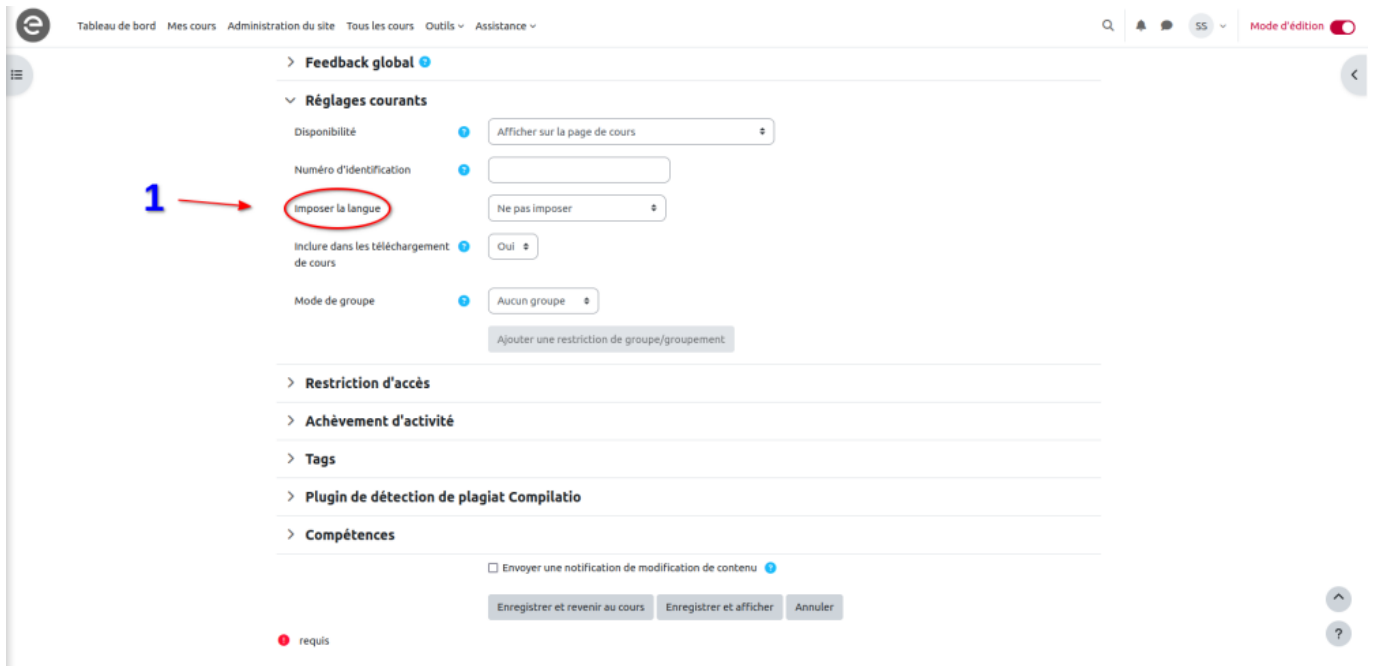 e Tableau de bord Mes cours Administration du site Tous les cours Outils Assistance SS Mode d'édition
Feedback global ?
Réglages courants
Disponibilité ? Afficher sur la page de cours
Numéro d'identification ?
1 Imposer la langue Ne pas imposer
Inclure dans les téléchargement ? Oui
de cours
Mode de groupe ? Aucun groupe
Ajouter une restriction de groupe/groupement
Restriction d'accès
Achèvement d'activité
Tags
Plugin de détection de plagiat Compilatio
Compétences
Envoyer une notification de modification de contenu ?
Enregistrer et revenir au cours Enregistrer et afficher Annuler
! requis ?